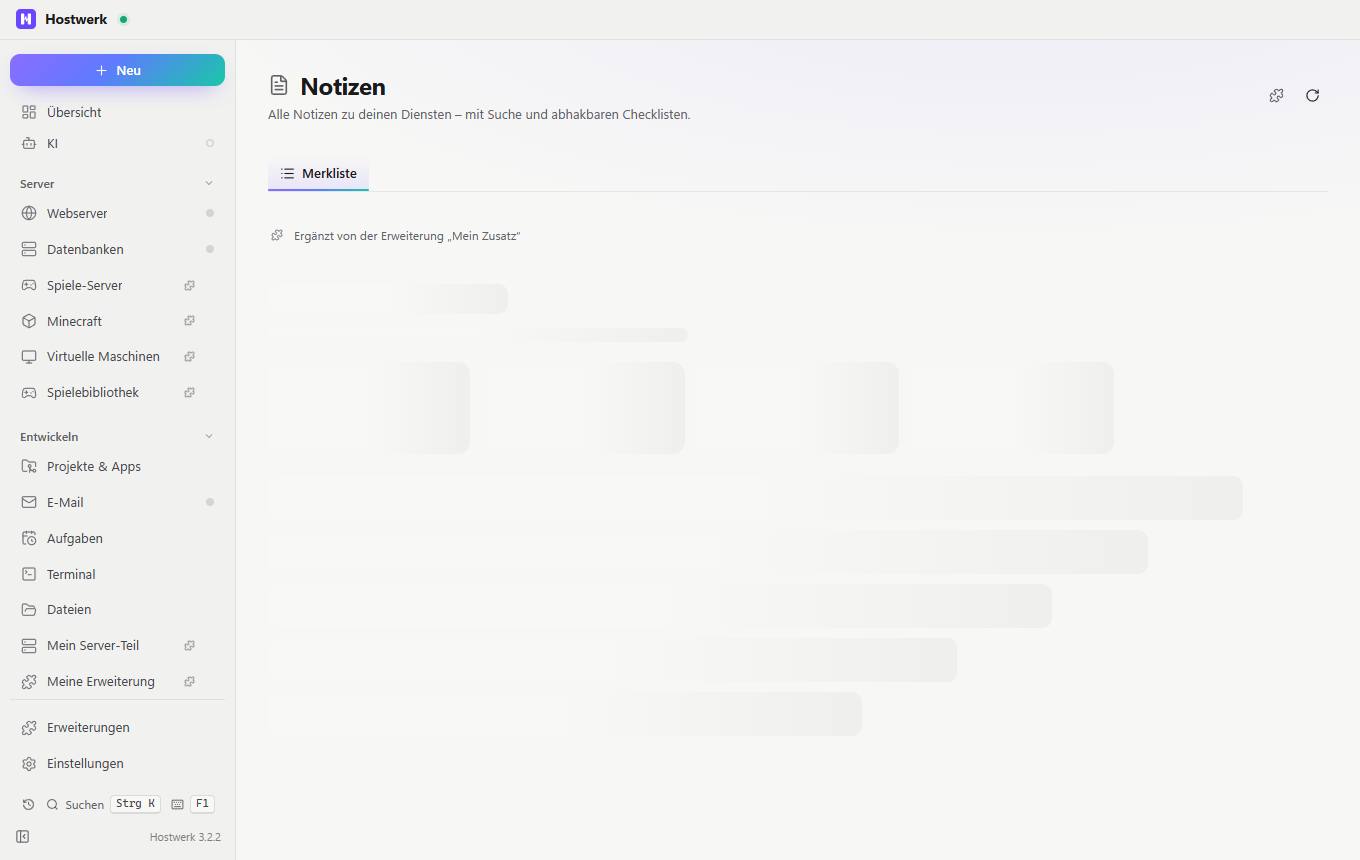 Hostwerk
Neu
Übersicht
KI
Server
Webserver
Datenbanken
Spiele-Server
Minecraft
Virtuelle Maschinen
Spielebibliothek
Entwickeln
Projekte & Apps
E-Mail
Aufgaben
Terminal
Dateien
Mein Server-Teil
Meine Erweiterung
Erweiterungen
Einstellungen
Suchen Strg K F1
Hostwerk 3.2.2
Notizen
Alle Notizen zu deinen Diensten – mit Suche und abhakbaren Checklisten.
Merkliste
Ergänzt von der Erweiterung „Mein Zusatz“